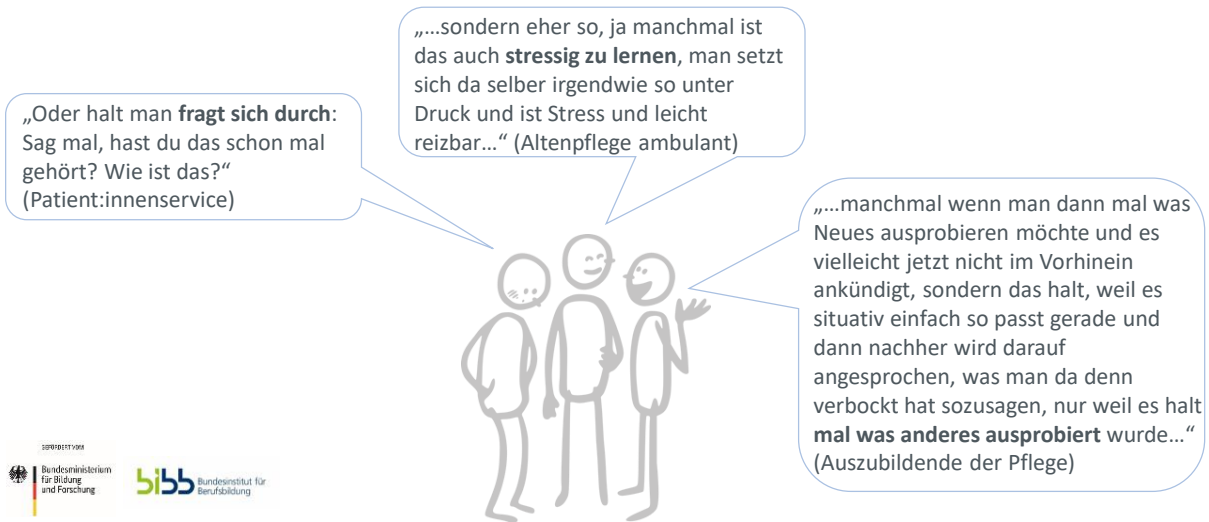 „…sondern eher so, ja manchmal ist
das auch stressig zu lernen, man setzt
sich da selber irgendwie so unter
Druck und ist Stress und leicht
reizbar…“ (Altenpflege ambulant)
„Oder halt man fragt sich durch:
Sag mal, hast du das schon mal
gehört? Wie ist das?“
(Patient:innenservice)
„…manchmal wenn man dann mal was
Neues ausprobieren möchte und es
vielleicht jetzt nicht im Vorhinein
ankündigt, sondern das halt, weil es
situativ einfach so passt gerade und
dann nachher wird darauf
angesprochen, was man da denn
verbockt hat sozusagen, nur weil es halt
mal was anderes ausprobiert wurde…“
(Auszubildende der Pflege)
GEFÖRDERT VOM
Bundesministerium
für Bildung
und Forschung
bibb Bundesinstitut für
Berufsbildung